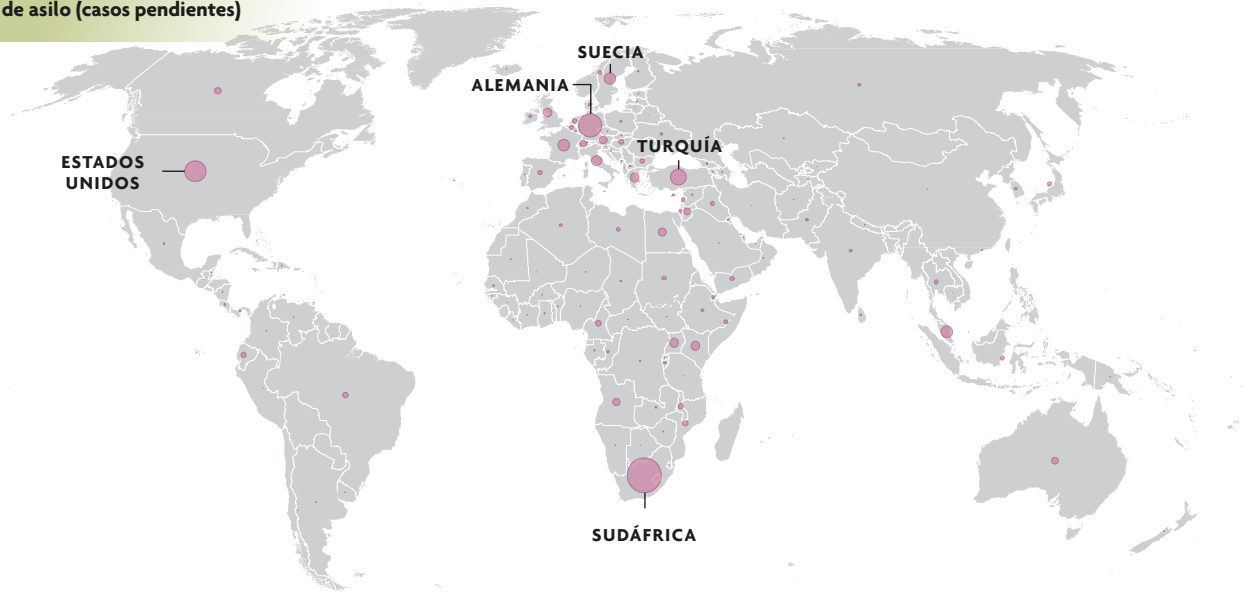 de asilo (casos pendientes)
SUECIA
ALEMANIA
TURQUÍA
ESTADOS
UNIDOS
SUDÁFRICA